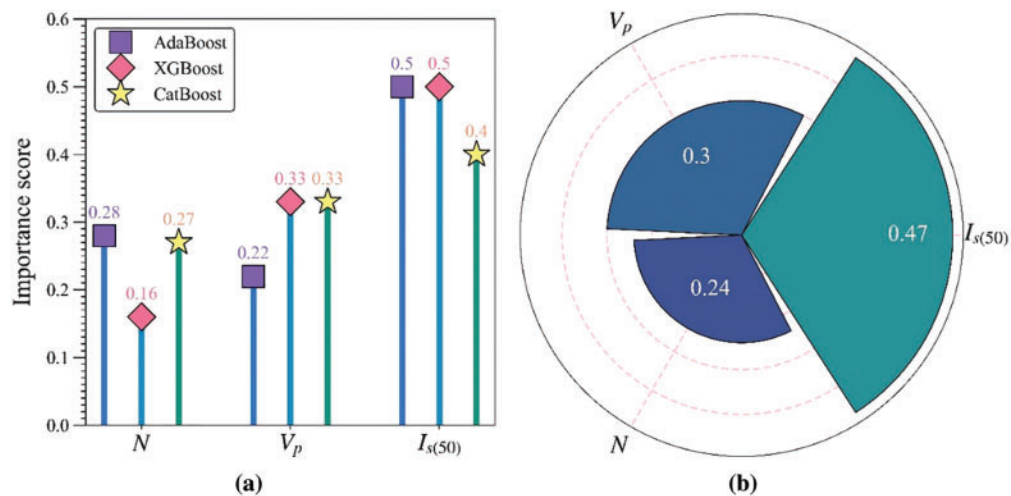 0.6
0.5
0.4
0.3
0.2
0.1
0.0
Importance score
AdaBoost
XGBoost
CatBoost
0.28
0.16
0.27
0.22
0.33
0.33
0.5
0.5
0.4
N
V_p
I_s(50)
(a)
V_p
0.3
0.47
I_s(50)
0.24
N
(b)